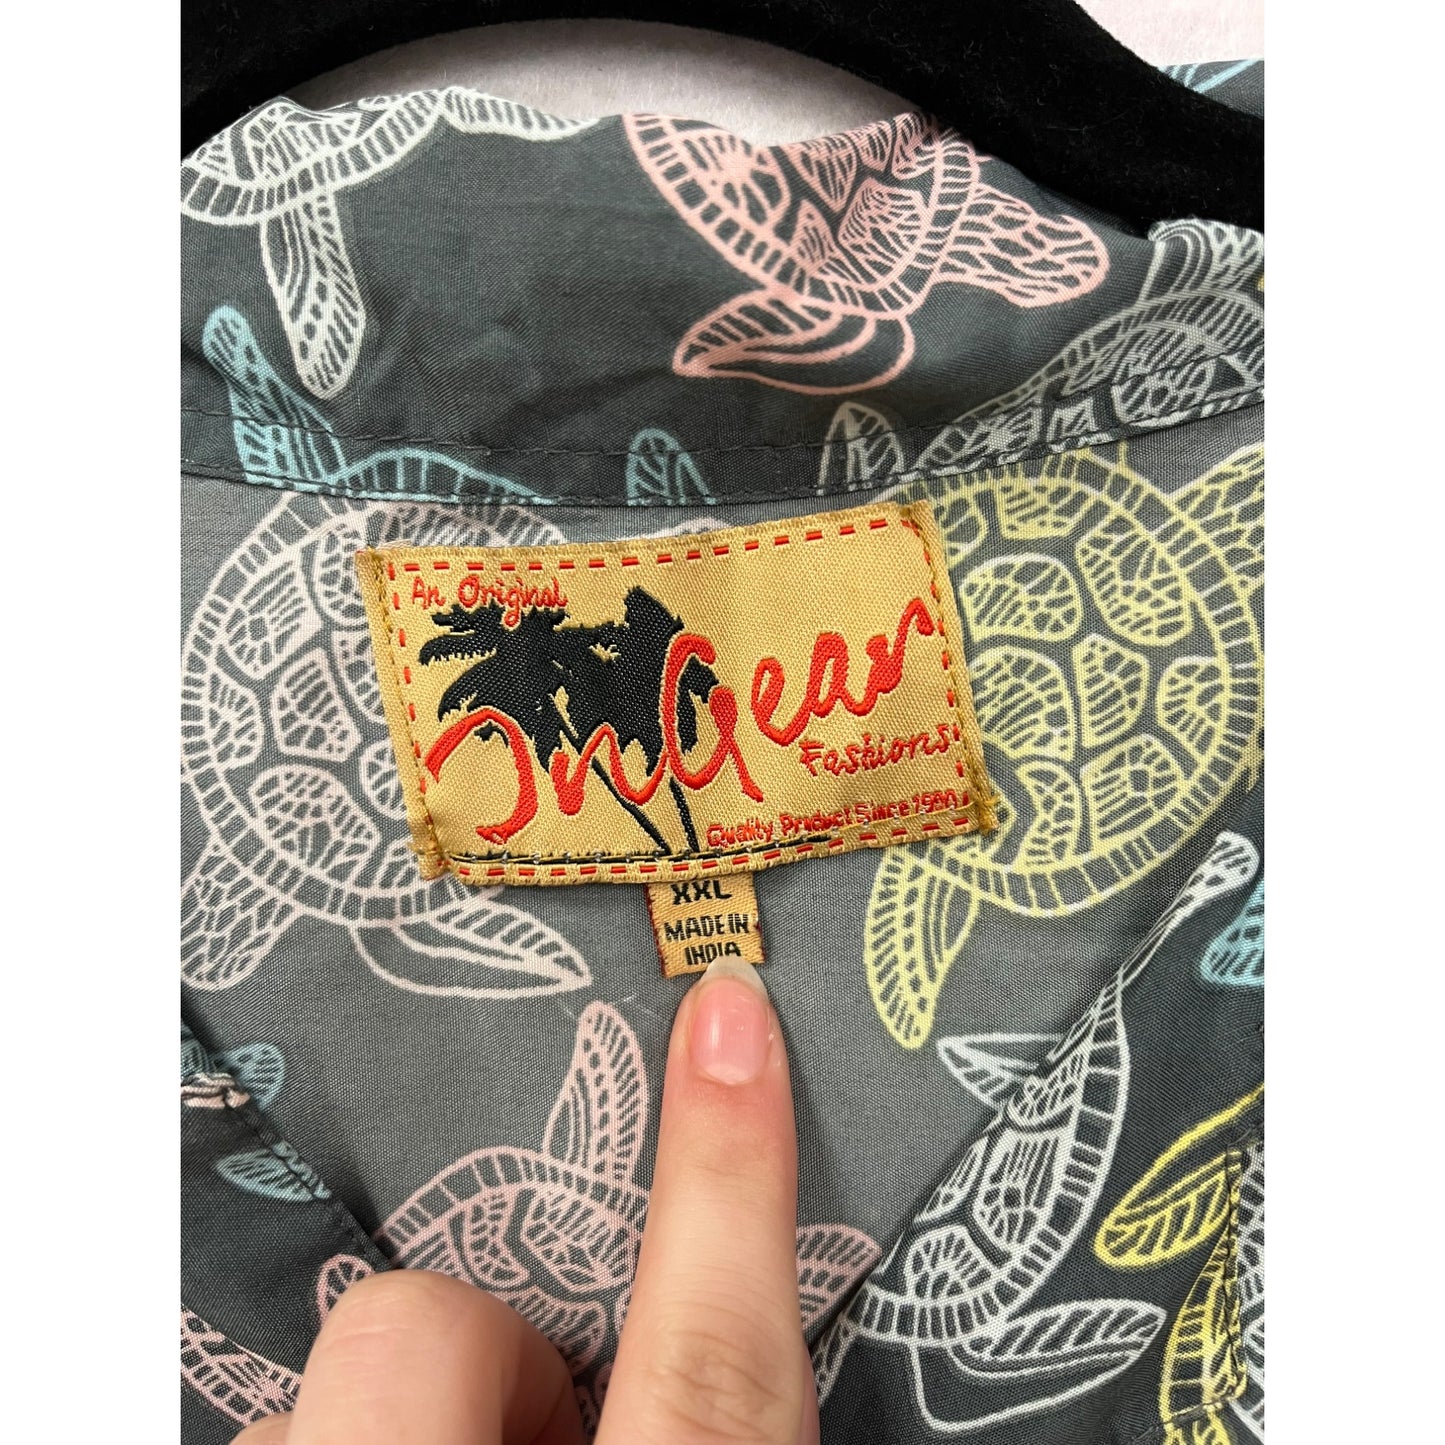 An Original
InGear
Fashions
Quality Product Since 1980
XXL
MADE IN
INDIA